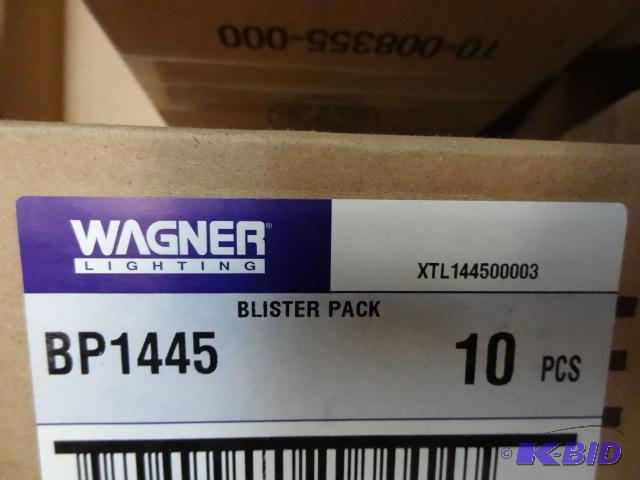 10-008355-000
WAGNER®
LIGHTING
XTL144500003
BLISTER PACK
BP1445 10 PCS
© K-BID